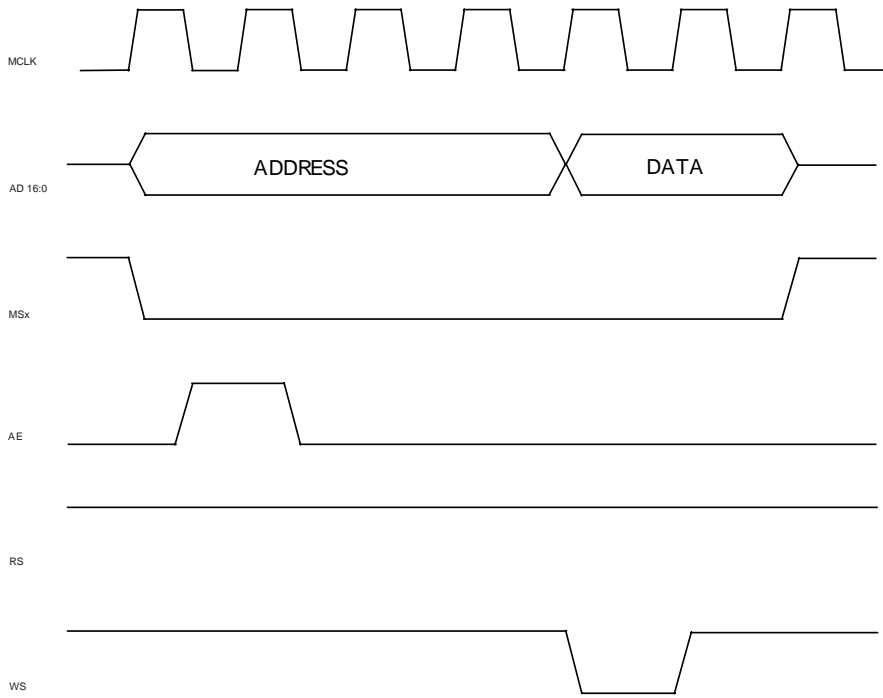 MCLK
AD 16:0
ADDRESS
DATA
MSx
AE
RS
WS